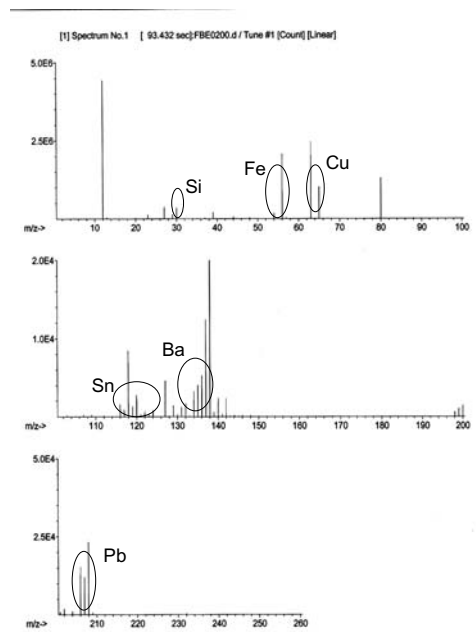 [1] Spectrum No.1 [ 93.432 sec]:FBE0200.d / Tune #1 [Count] [Linear]
5.0E6
2.5E6
Si
Fe
Cu
m/z->
10 20 30 40 50 60 70 80 90 100
2.0E4
1.0E4
Sn
Ba
m/z->
110 120 130 140 150 160 170 180 190 200
5.0E4
2.5E4
Pb
m/z->
210 220 230 240 250 260